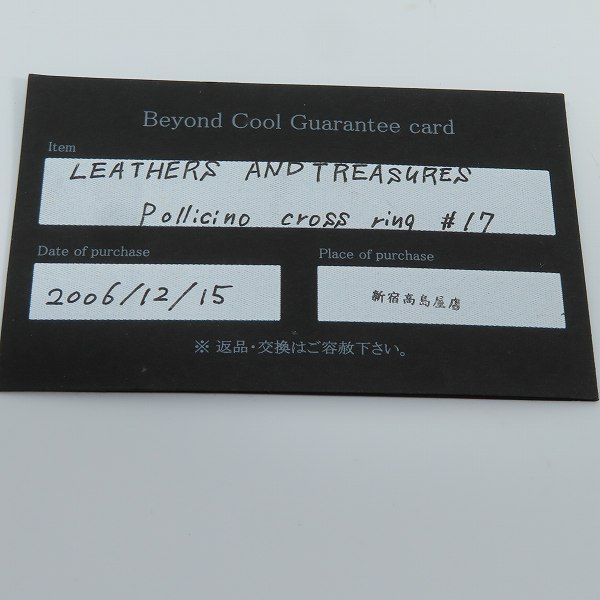 Beyond Cool Guarantee card
Item
LEATHERS AND TREASURES
Pollicino cross ring #17
Date of purchase
Place of purchase
2006/12/15
新宿高島屋店
※ 返品・交換はご容赦下さい。